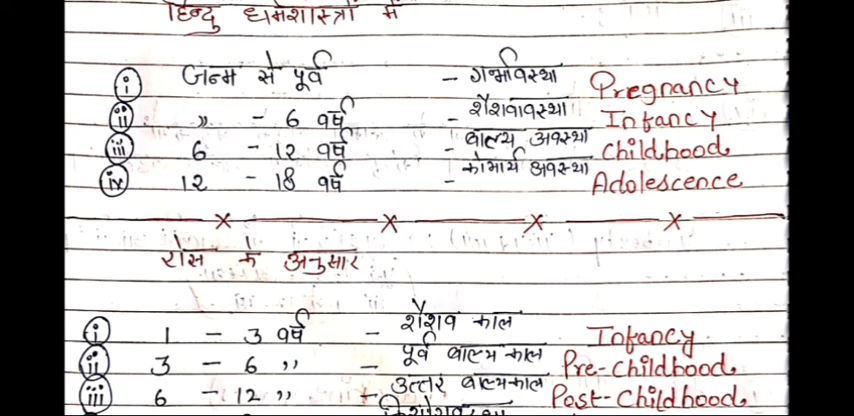 हिन्दु धर्मशास्त्रों में
i जन्म से पूर्व - गर्भावस्था Pregnancy
ii " - 6 वर्ष - शैशवावस्था Infancy
iii 6 - 12 वर्ष - बाल्य अवस्था Childhood
iv 12 - 18 वर्ष - कौमार्य अवस्था Adolescence
रोस के अनुसार :
i 1 - 3 वर्ष - शैशव काल Infancy
ii 3 - 6 " - पूर्व बाल्य काल Pre-Childhood
iii 6 - 12 " - उत्तर बाल्यकाल Post-Childhood